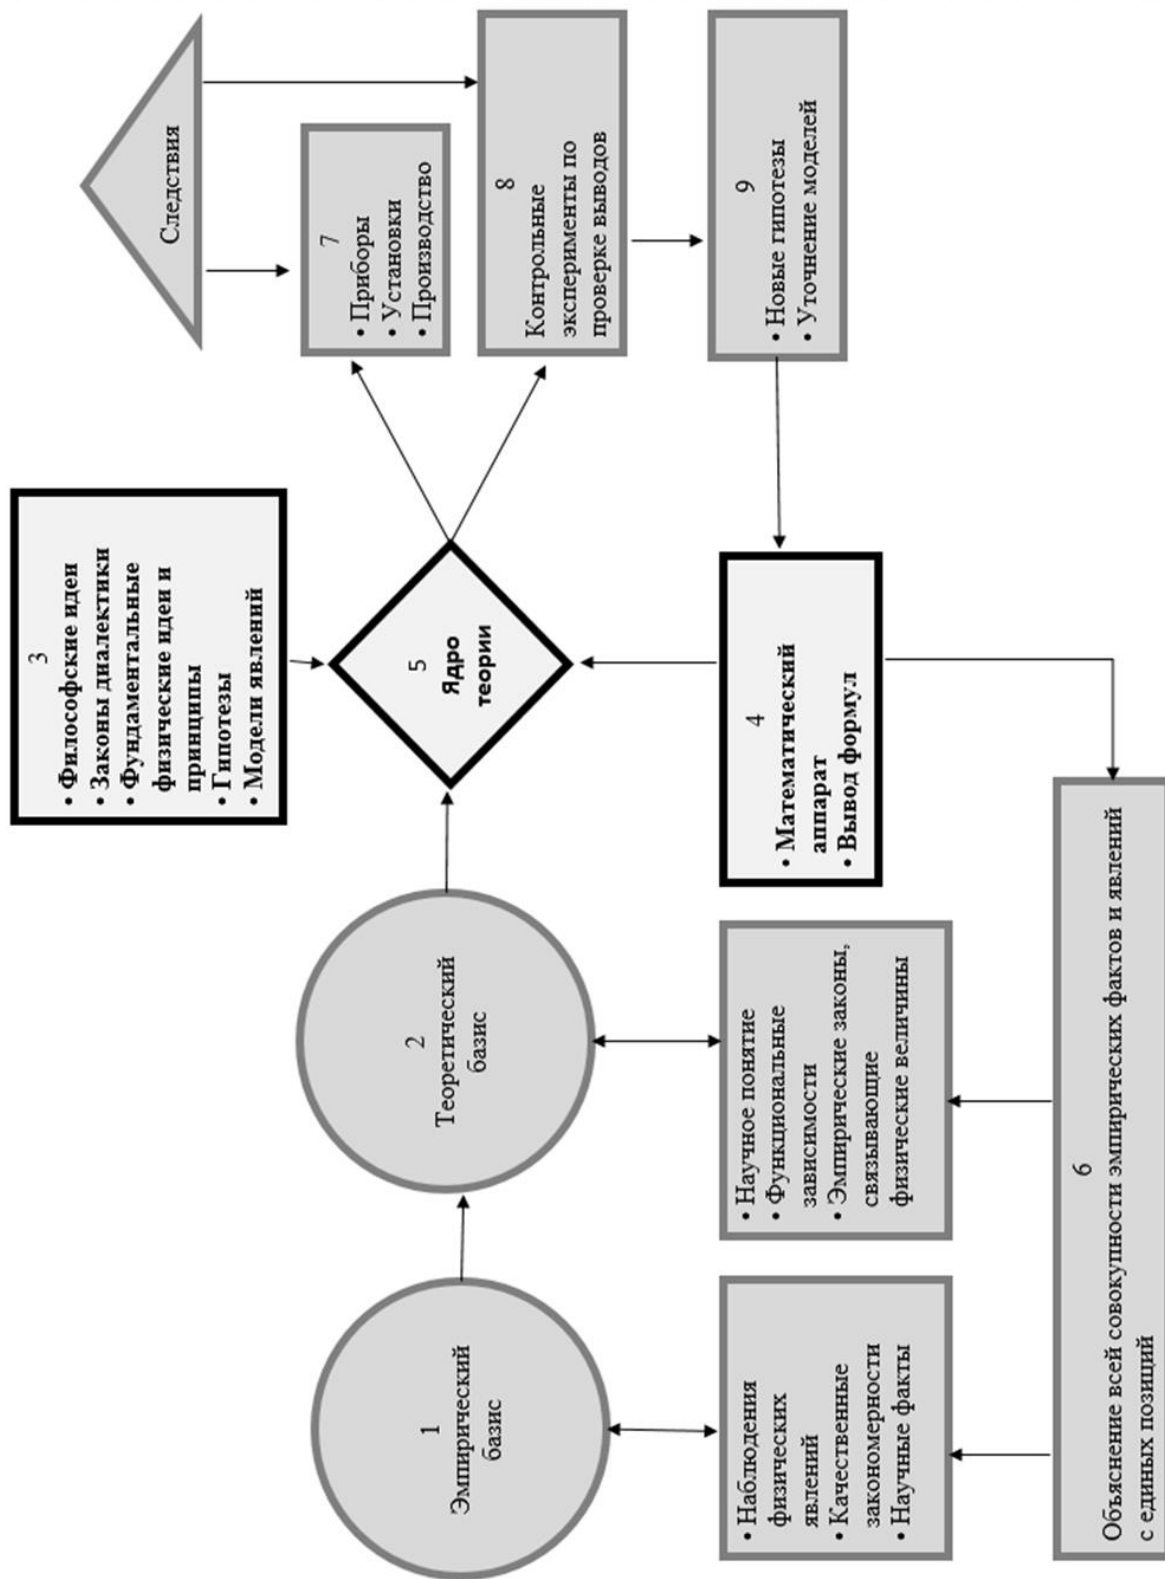 1
Эмпирический
базис
• Наблюдения
физических
явлений
• Качественные
закономерности
• Научные факты
2
Теоретический
базис
• Научное понятие
• Функциональные
зависимости
• Эмпирические законы,
связывающие
физические величины
3
• Философские идеи
• Законы диалектики
• Фундаментальные
физические идеи и
принципы
• Гипотезы
• Модели явлений
5
Ядро
теории
4
• Математический
аппарат
• Вывод формул
6
Объяснение всей совокупности эмпирических фактов и явлений
с единых позиций
Следствия
7
• Приборы
• Установки
• Производство
8
Контрольные
эксперименты по
проверке выводов
9
• Новые гипотезы
• Уточнение моделей